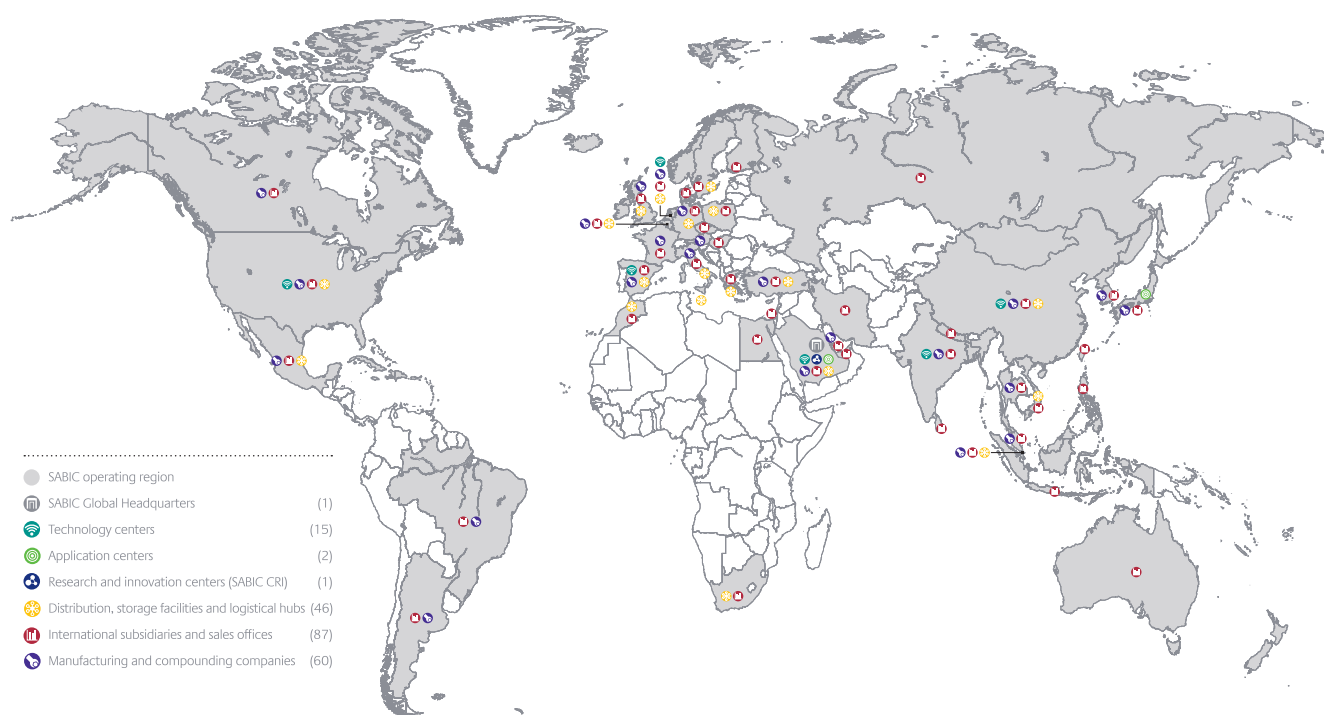 SABIC operating region
SABIC Global Headquarters (1)
Technology centers (15)
Application centers (2)
Research and innovation centers (SABIC CRI) (1)
Distribution, storage facilities and logistical hubs (46)
International subsidiaries and sales offices (87)
Manufacturing and compounding companies (60)